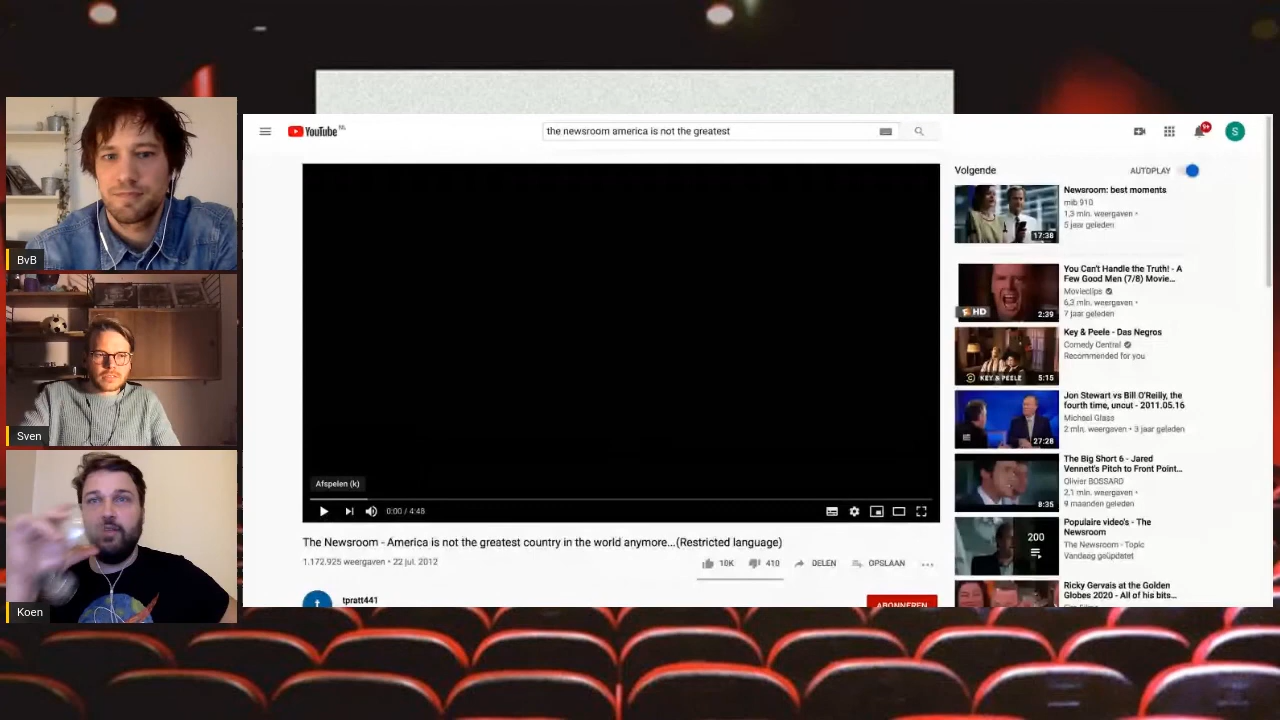 BvB
Sven
Koen
YouTube NL
the newsroom america is not the greatest
9+
S
Afspelen (k)
0:00 / 4:48
The Newsroom - America is not the greatest country in the world anymore...(Restricted language)
1.172.925 weergaven • 22 jul. 2012
10K
410
DELEN
OPSLAAN
tpratt441
ABONNEREN
Volgende
AUTOPLAY
17:38
Newsroom: best moments
mib 910
1,3 mln. weergaven •
5 jaar geleden
HD
2:39
You Can't Handle the Truth! - A
Few Good Men (7/8) Movie...
Movieclips
6,3 mln. weergaven •
7 jaar geleden
KEY & PEELE
5:15
Key & Peele - Das Negros
Comedy Central
Recommended for you
27:28
Jon Stewart vs Bill O'Reilly, the
fourth time, uncut - 2011.05.16
Michael Glass
2 mln. weergaven • 3 jaar geleden
8:35
The Big Short 6 - Jared
Vennett's Pitch to Front Point...
Olivier BOSSARD
2,1 mln. weergaven •
9 maanden geleden
200
Populaire video's - The
Newsroom
The Newsroom - Topic
Vandaag geüpdatet
Ricky Gervais at the Golden
Globes 2020 - All of his bits...